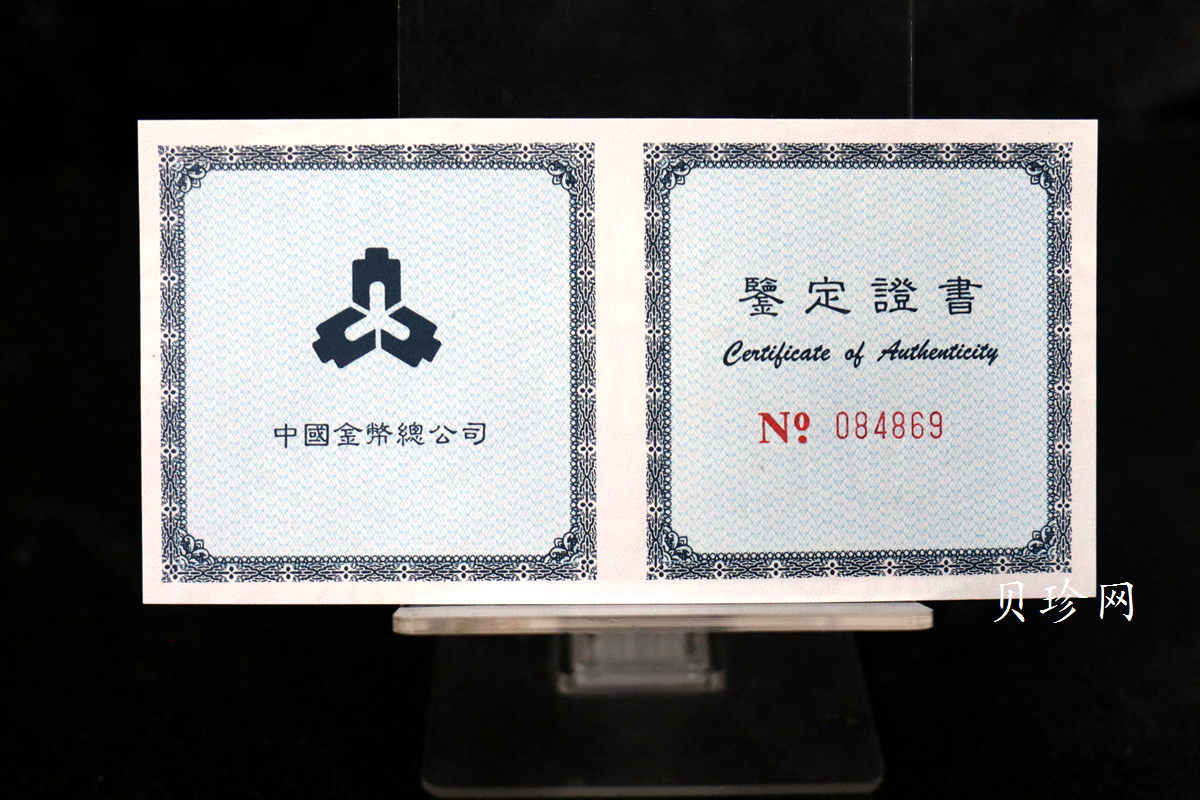 中國金幣總公司
鑒定證書
Certificate of Authenticity
Nº. 084869
贝珍网